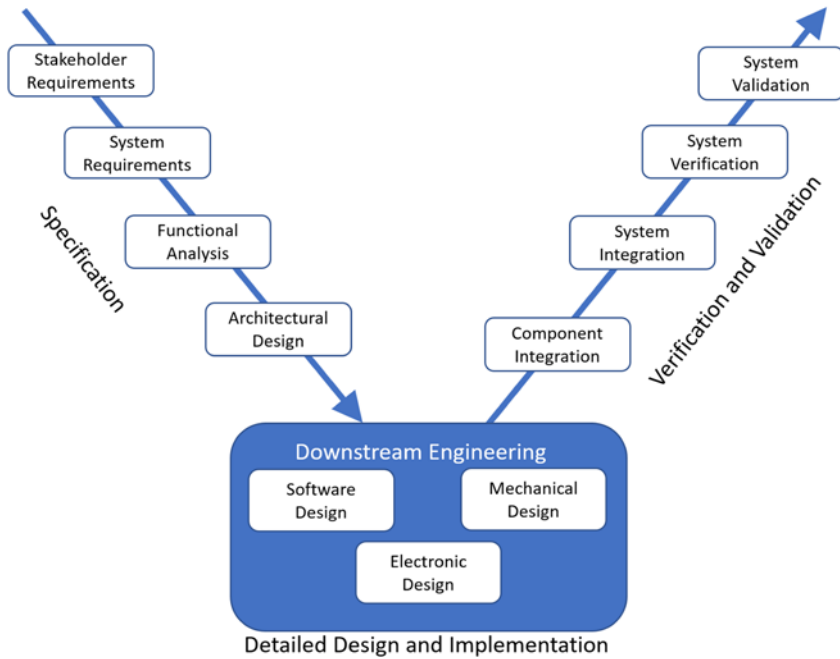 Stakeholder
Requirements
System
Requirements
Functional
Analysis
Architectural
Design
Specification
Downstream Engineering
Software
Design
Mechanical
Design
Electronic
Design
Detailed Design and Implementation
Component
Integration
System
Integration
System
Verification
System
Validation
Verification and Validation